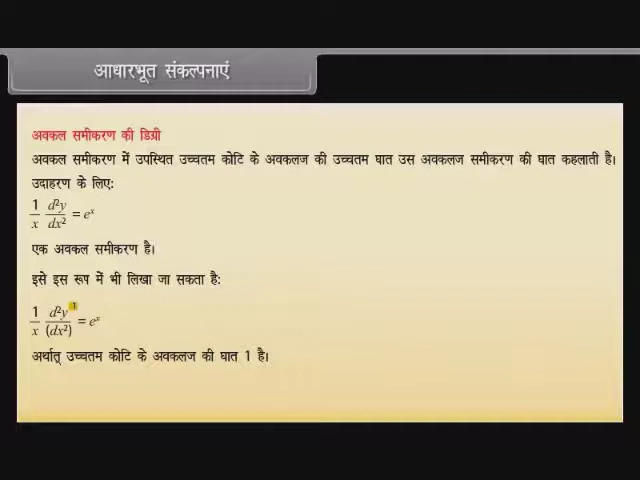 आधारभूत संकल्पनाएं
अवकल समीकरण की डिग्री
अवकल समीकरण में उपस्थित उच्चतम कोटि के अवकलज की उच्चतम घात उस अवकलज समीकरण की घात कहलाती है।
उदाहरण के लिए:
1/x d²y/dx² = eˣ
एक अवकल समीकरण है।
इसे इस रूप में भी लिखा जा सकता है:
1/x d²y/(dx²) ¹ = eˣ
अर्थात् उच्चतम कोटि के अवकलज की घात 1 है।